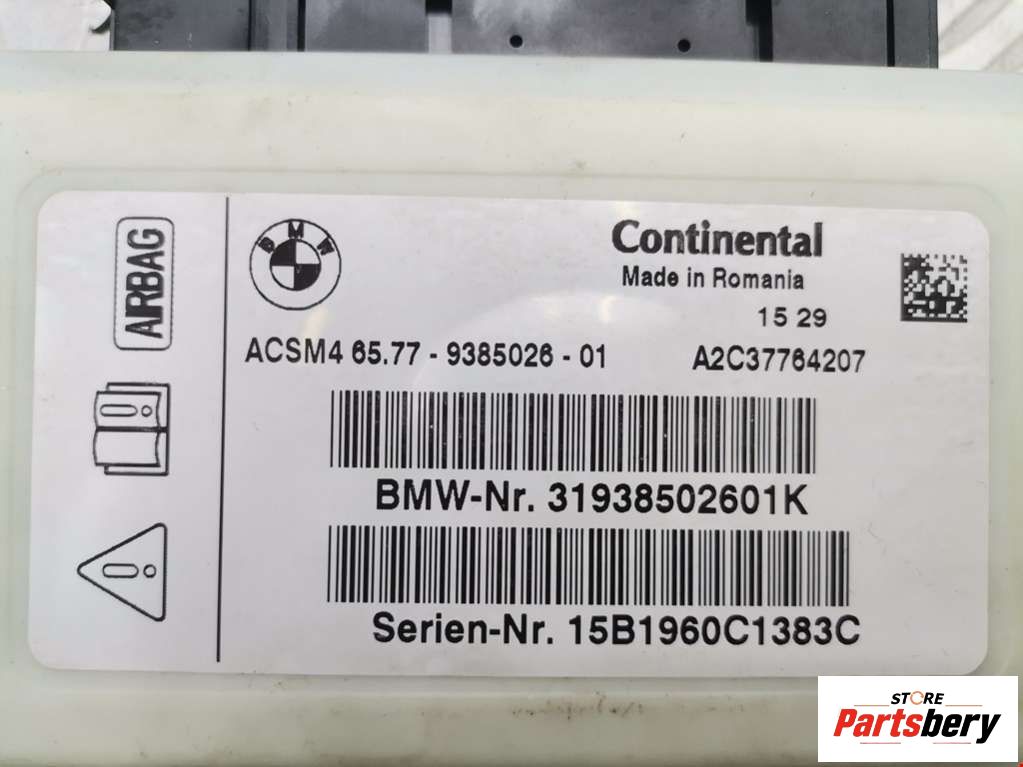 AIRBAG
BMW
Continental
Made in Romania
15 29
ACSM4 65.77 - 9385026 - 01
A2C37764207
BMW-Nr. 31938502601K
Serien-Nr. 15B1960C1383C
STORE
Partsbery